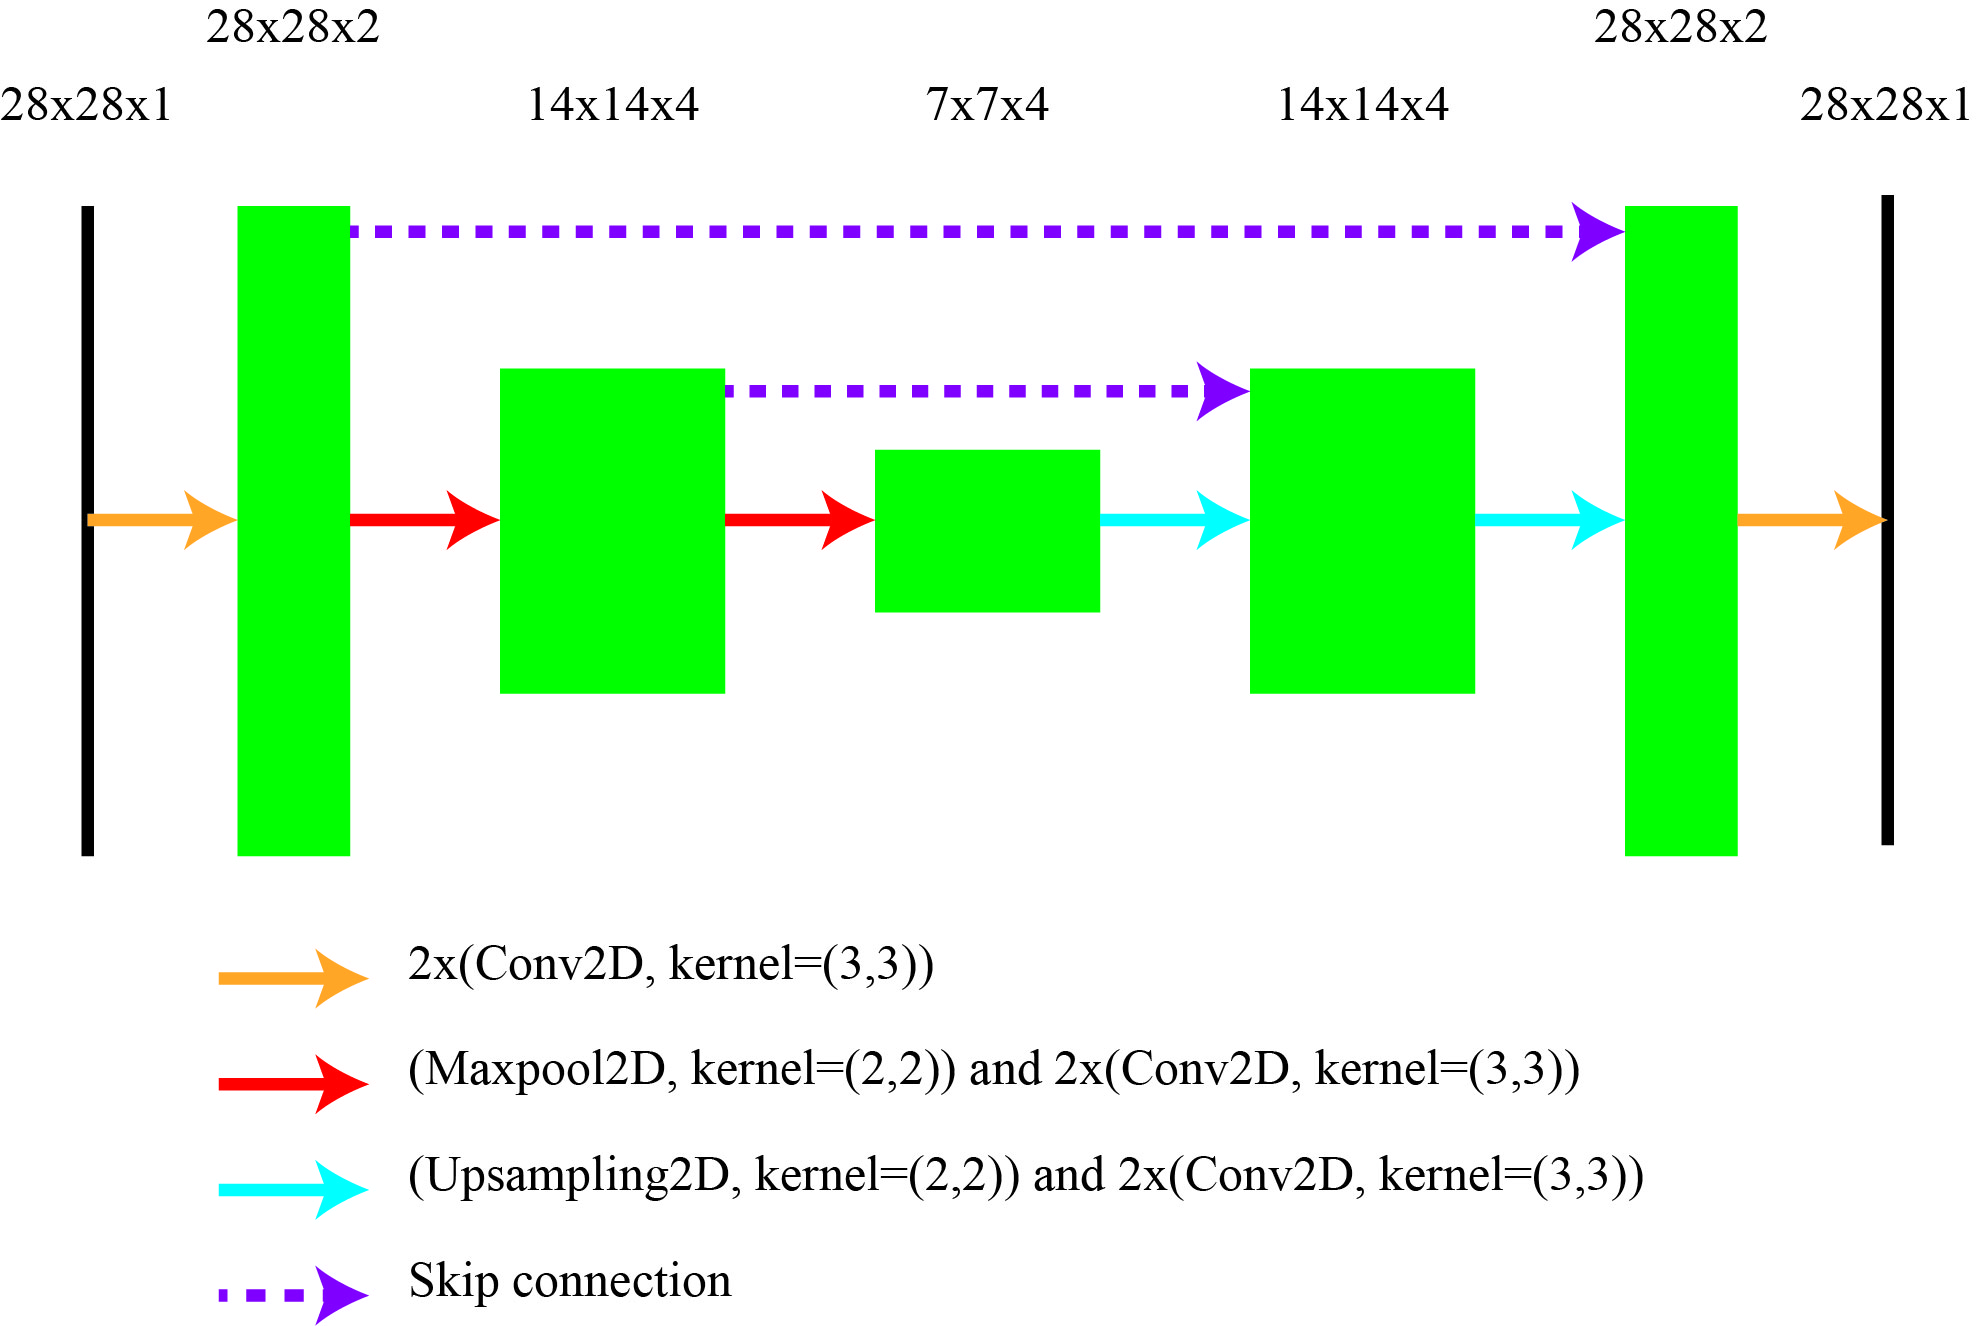 28x28x2
28x28x2
28x28x1
14x14x4
7x7x4
14x14x4
28x28x1
2x(Conv2D, kernel=(3,3))
(Maxpool2D, kernel=(2,2)) and 2x(Conv2D, kernel=(3,3))
(Upsampling2D, kernel=(2,2)) and 2x(Conv2D, kernel=(3,3))
Skip connection